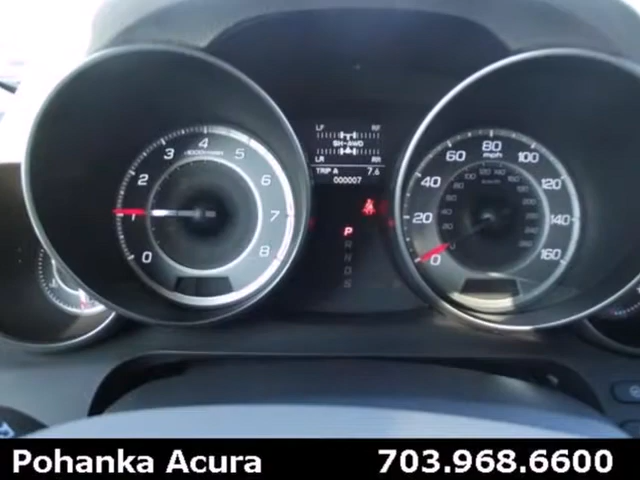 LF RF
SH-AWD
LR RR
TRIP A 7.6
000007
0 1 2 3 4 5 6 7 8
x1000r/min
P
R
N
D
S
0 20 40 60 80 100 120 140 160
mph
Pohanka Acura 703.968.6600